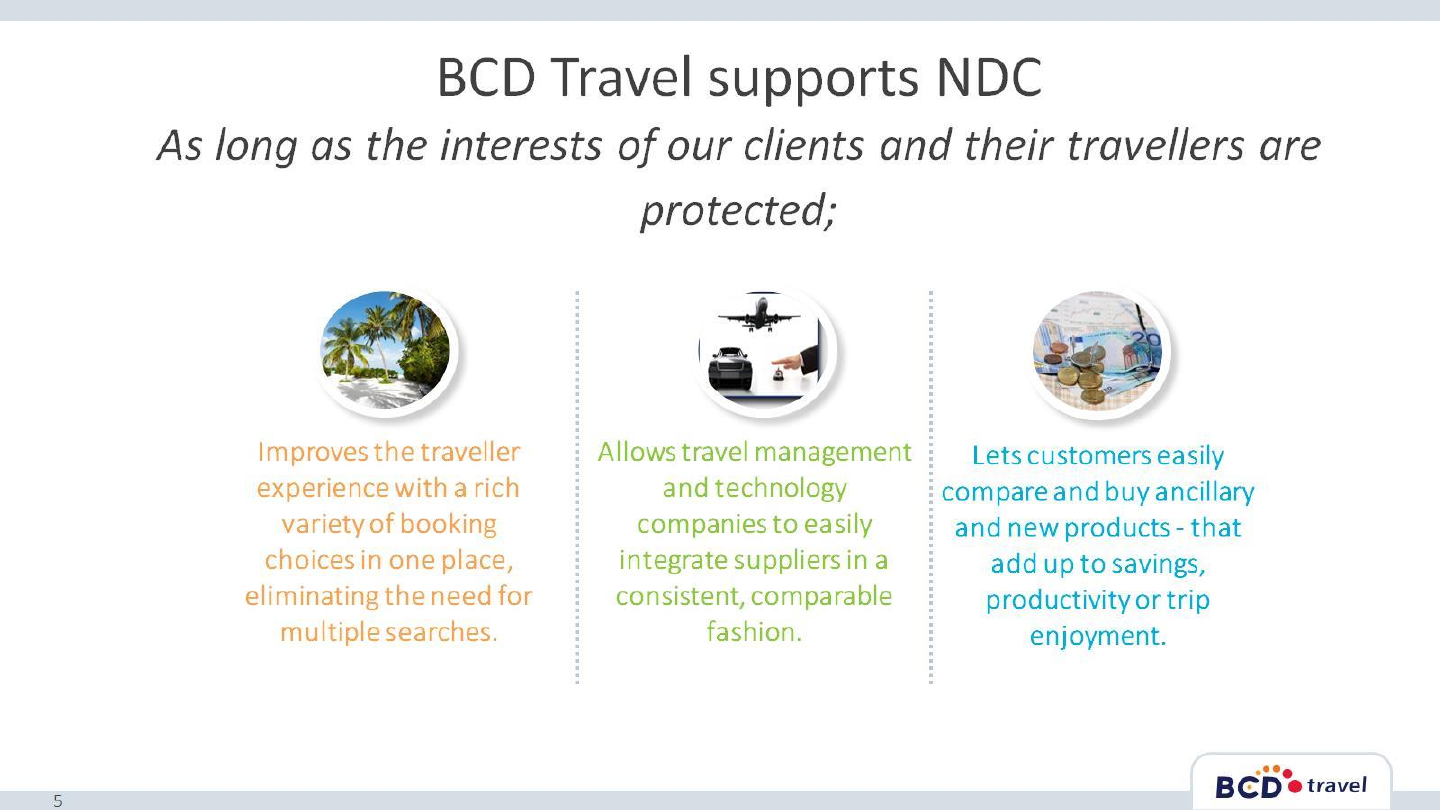 BCD Travel supports NDC
As long as the interests of our clients and their travellers are
protected;
Improves the traveller
experience with a rich
variety of booking
choices in one place,
eliminating the need for
multiple searches.
Allows travel management
and technology
companies to easily
integrate suppliers in a
consistent, comparable
fashion.
Lets customers easily
compare and buy ancillary
and new products - that
add up to savings,
productivity or trip
enjoyment.
20
5
BCD travel